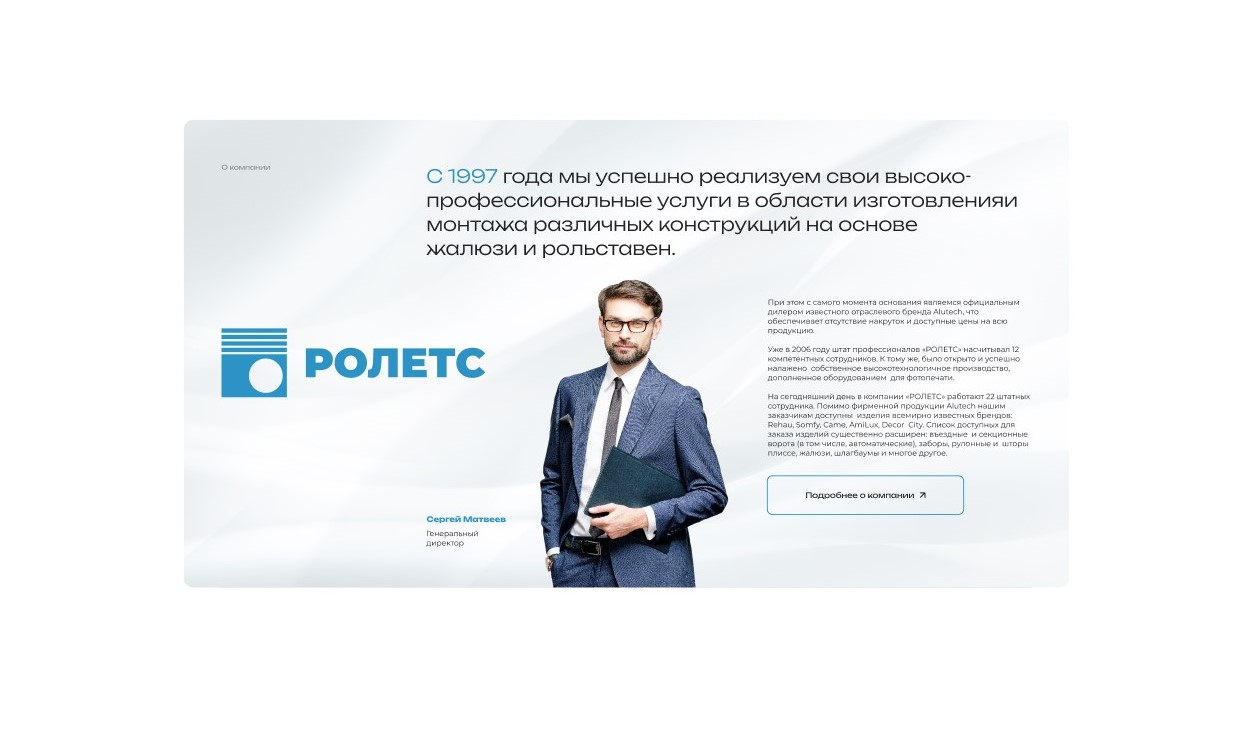 О компании
С 1997 года мы успешно реализуем свои высоко-
профессиональные услуги в области изготовленияи
монтажа различных конструкций на основе
жалюзи и рольставен.
РОЛЕТС
При этом с самого момента основания являемся официальным
дилером известного отраслевого бренда Alutech, что
обеспечивает отсутствие накруток и доступные цены на всю
продукцию.
Уже в 2006 году штат профессионалов «РОЛЕТС» насчитывал 12
компетентных сотрудников. К тому же, было открыто и успешно
налажено собственное высокотехнологичное производство,
дополненное оборудованием для фотопечати.
На сегодняшний день в компании «РОЛЕТС» работают 22 штатных
сотрудника. Помимо фирменной продукции Alutech нашим
заказчикам доступны изделия всемирно известных брендов:
Rehau, Somfy, Came, AmiLux, Decor City. Список доступных для
заказа изделий существенно расширен: въездные и секционные
ворота (в том числе, автоматические), заборы, рулонные и шторы
плиссе, жалюзи, шлагбаумы и многое другое.
Подробнее о компании
Сергей Матвеев
Генеральный
директор